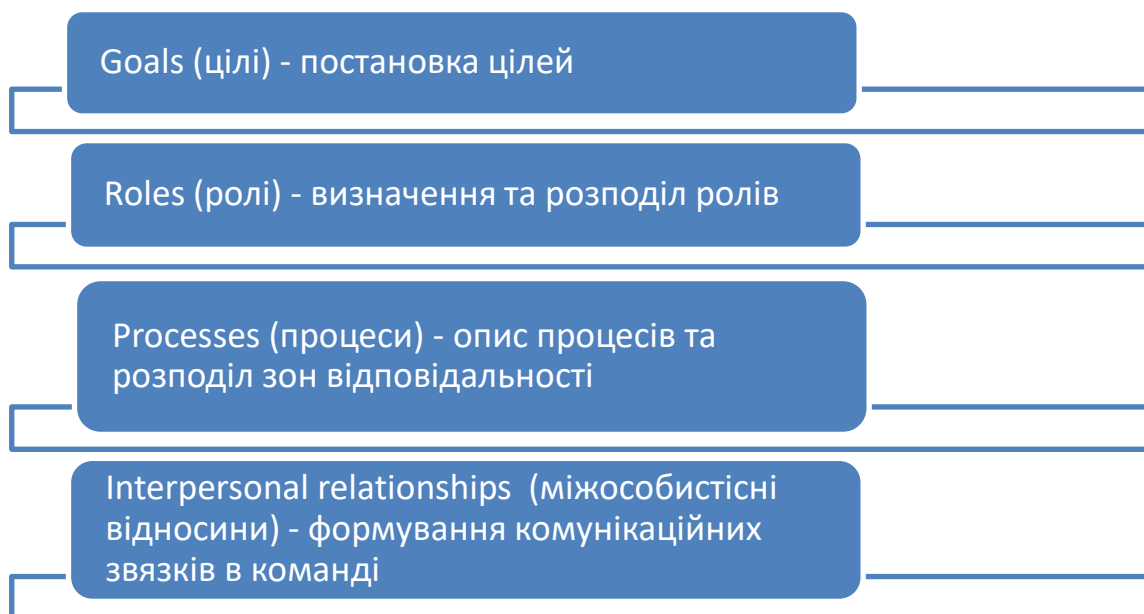 Goals (цілі) - постановка цілей
Roles (ролі) - визначення та розподіл ролів
Processes (процеси) - опис процесів та
розподіл зон відповідальності
Interpersonal relationships (міжособистісні
відносини) - формування комунікаційних
звязків в команді